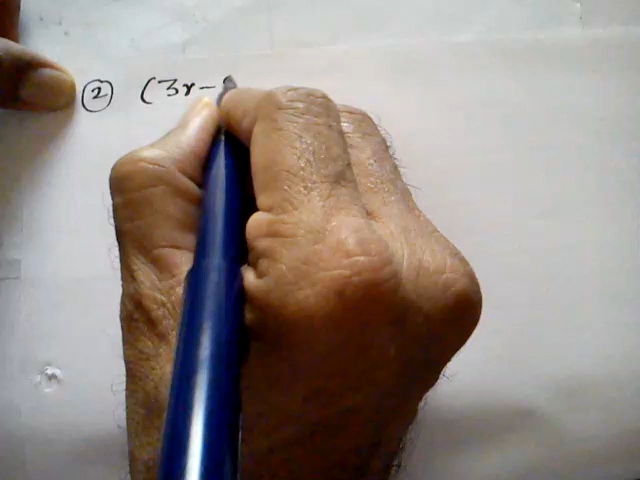 ② (3x-